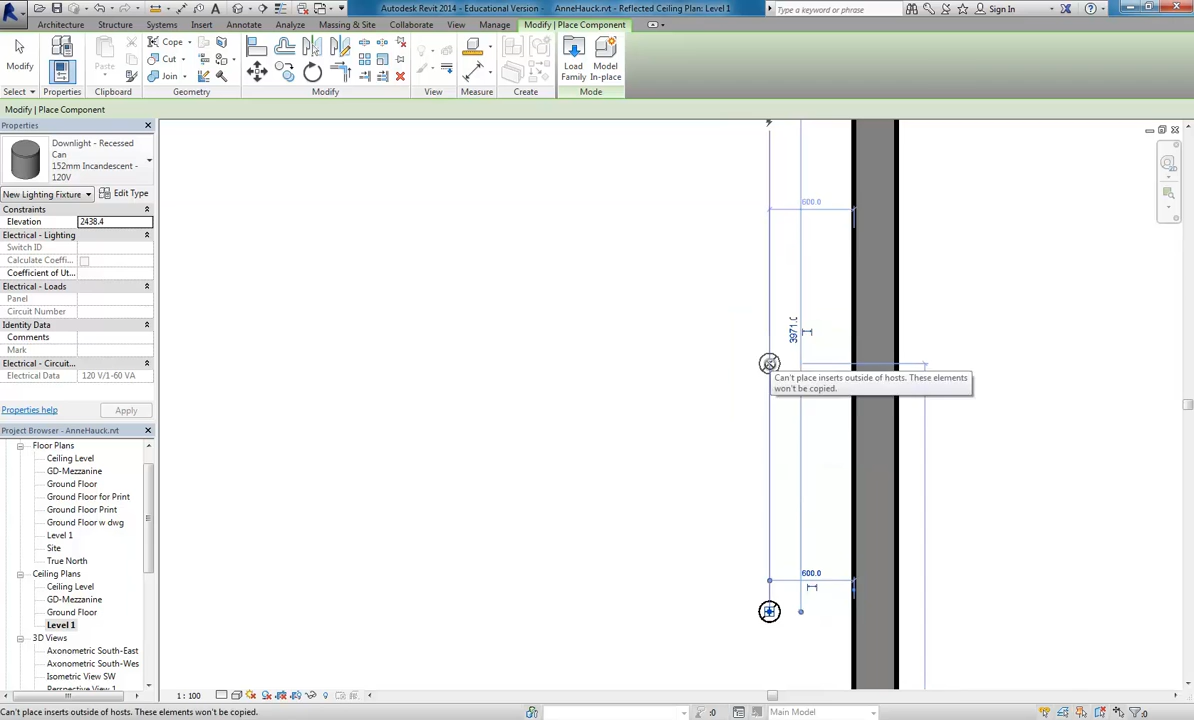 Autodesk Revit 2014 - Educational Version - AnneHauck.rvt - Reflected Ceiling Plan: Level 1
Type a keyword or phrase
Sign In
Architecture Structure Systems Insert Annotate Analyze Massing & Site Collaborate View Manage Modify | Place Component
Modify
Paste
Cope
Cut
Join
Load Family
Model In-place
Select Properties Clipboard Geometry Modify View Measure Create Mode
Modify | Place Component
Properties
Downlight - Recessed Can
152mm Incandescent - 120V
New Lighting Fixture
Edit Type
Constraints
Elevation 2438.4
Electrical - Lighting
Switch ID
Calculate Coeffi...
Coefficient of Ut...
Electrical - Loads
Panel
Circuit Number
Identity Data
Comments
Mark
Electrical - Circuit...
Electrical Data 120 V/1-60 VA
Properties help
Apply
Project Browser - AnneHauck.rvt
Floor Plans
Ceiling Level
GD-Mezzanine
Ground Floor
Ground Floor for Print
Ground Floor Print
Ground Floor w dwg
Level 1
Site
True North
Ceiling Plans
Ceiling Level
GD-Mezzanine
Ground Floor
Level 1
3D Views
Axonometric South-East
Axonometric South-Wes
Isometric View SW
Perspective View 1
600.0
3971.0
Can't place inserts outside of hosts. These elements
won't be copied.
600.0
1 : 100
Can't place inserts outside of hosts. These elements won't be copied.
:0
Main Model
:0